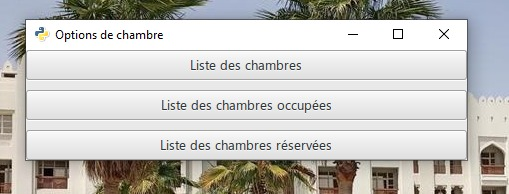 Options de chambre
Liste des chambres
Liste des chambres occupées
Liste des chambres réservées